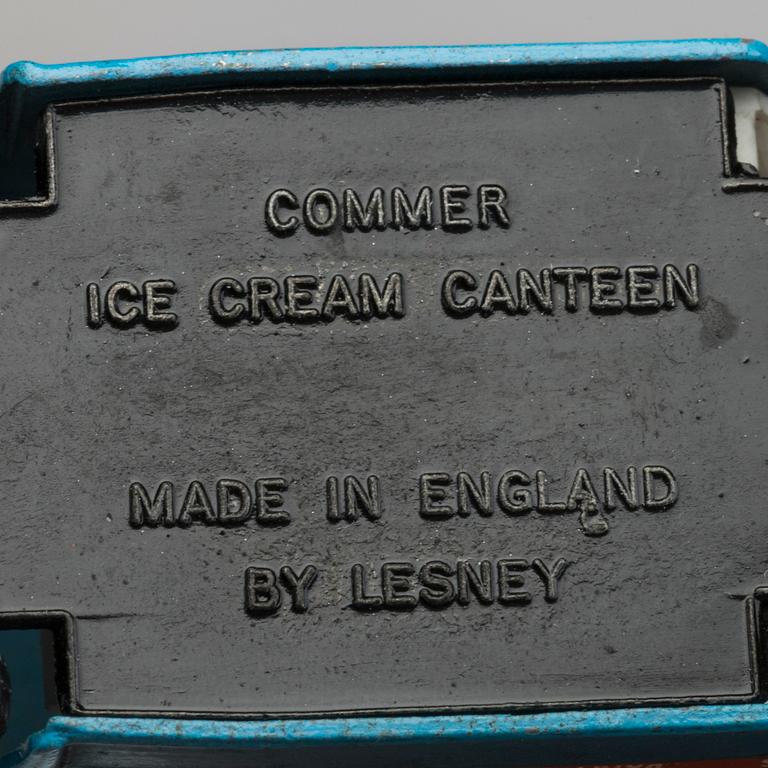 COMMER
ICE CREAM CANTEEN
MADE IN ENGLAND
BY LESNEY